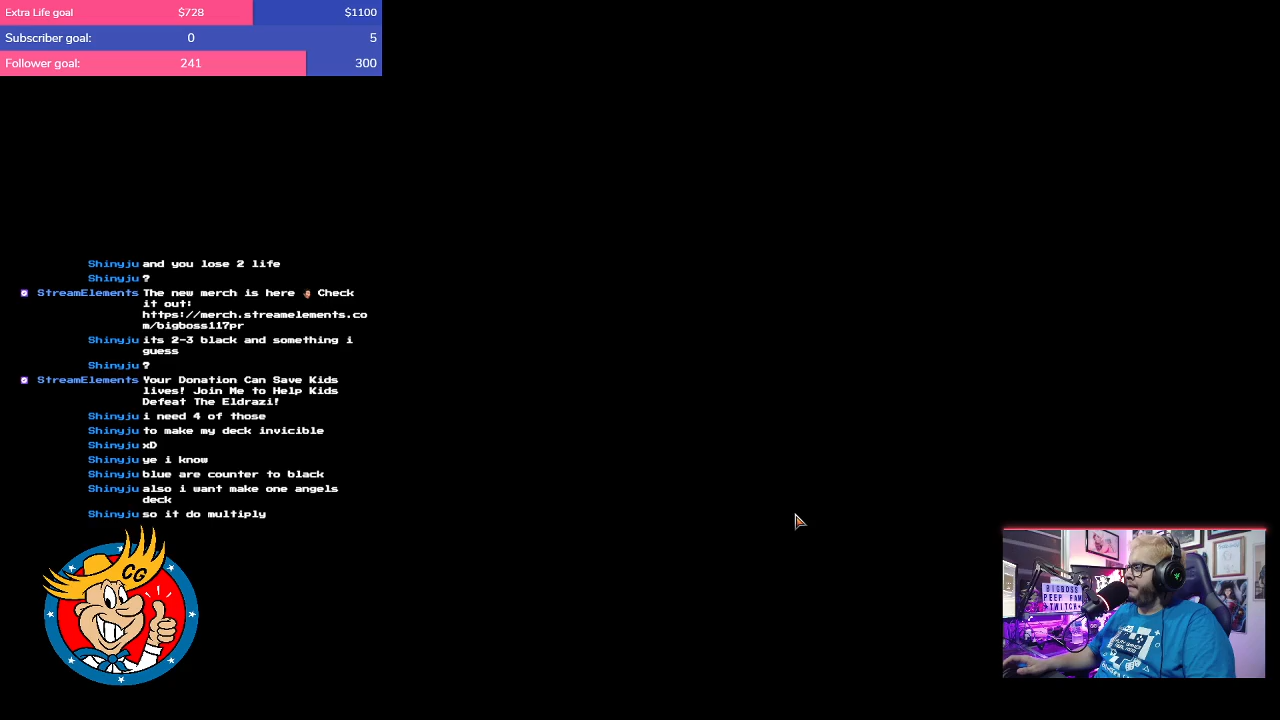 Extra Life goal $728 $1100
Subscriber goal: 0 5
Follower goal: 241 300
Shinyju and you lose 2 life
Shinyju ?
StreamElements The new merch is here Check
it out:
https://merch.streamelements.co
m/bigboss117pr
Shinyju its 2-3 black and something i
guess
Shinyju ?
StreamElements Your Donation Can Save Kids
lives! Join Me to Help Kids
Defeat The Eldrazi!
Shinyju i need 4 of those
Shinyju to make my deck invicible
Shinyju xD
Shinyju ye i know
Shinyju blue are counter to black
Shinyju also i want make one angels
deck
Shinyju so it do multiply
CG
BIGBOSS
PEEP FAM
TWITCH